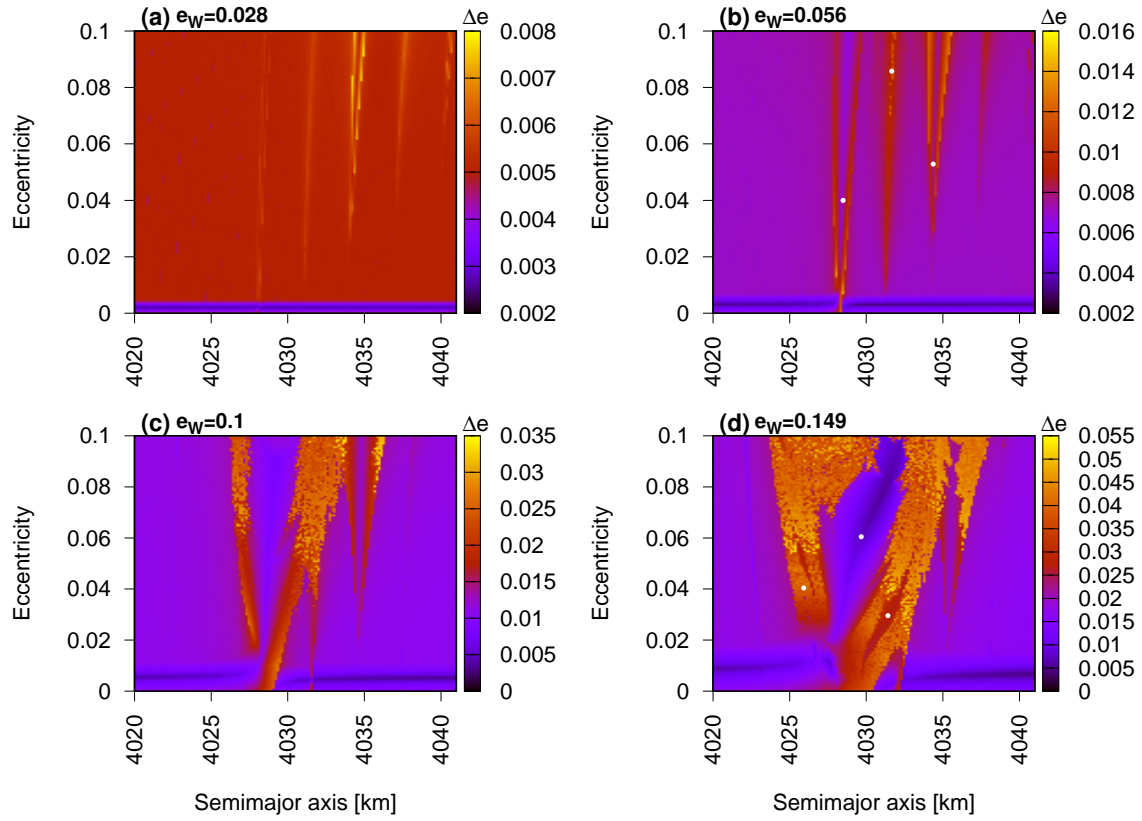 (a) e_W=0.028 Δe
(b) e_W=0.056 Δe
0.1 0.08 0.06 0.04 0.02 0
Eccentricity
4020 4025 4030 4035 4040
0.008 0.007 0.006 0.005 0.004 0.003 0.002
0.1 0.08 0.06 0.04 0.02 0
Eccentricity
4020 4025 4030 4035 4040
0.016 0.014 0.012 0.01 0.008 0.006 0.004 0.002
(c) e_W=0.1 Δe
(d) e_W=0.149 Δe
0.1 0.08 0.06 0.04 0.02 0
Eccentricity
4020 4025 4030 4035 4040
Semimajor axis [km]
0.035 0.03 0.025 0.02 0.015 0.01 0.005 0
0.1 0.08 0.06 0.04 0.02 0
Eccentricity
4020 4025 4030 4035 4040
Semimajor axis [km]
0.055 0.05 0.045 0.04 0.035 0.03 0.025 0.02 0.015 0.01 0.005 0